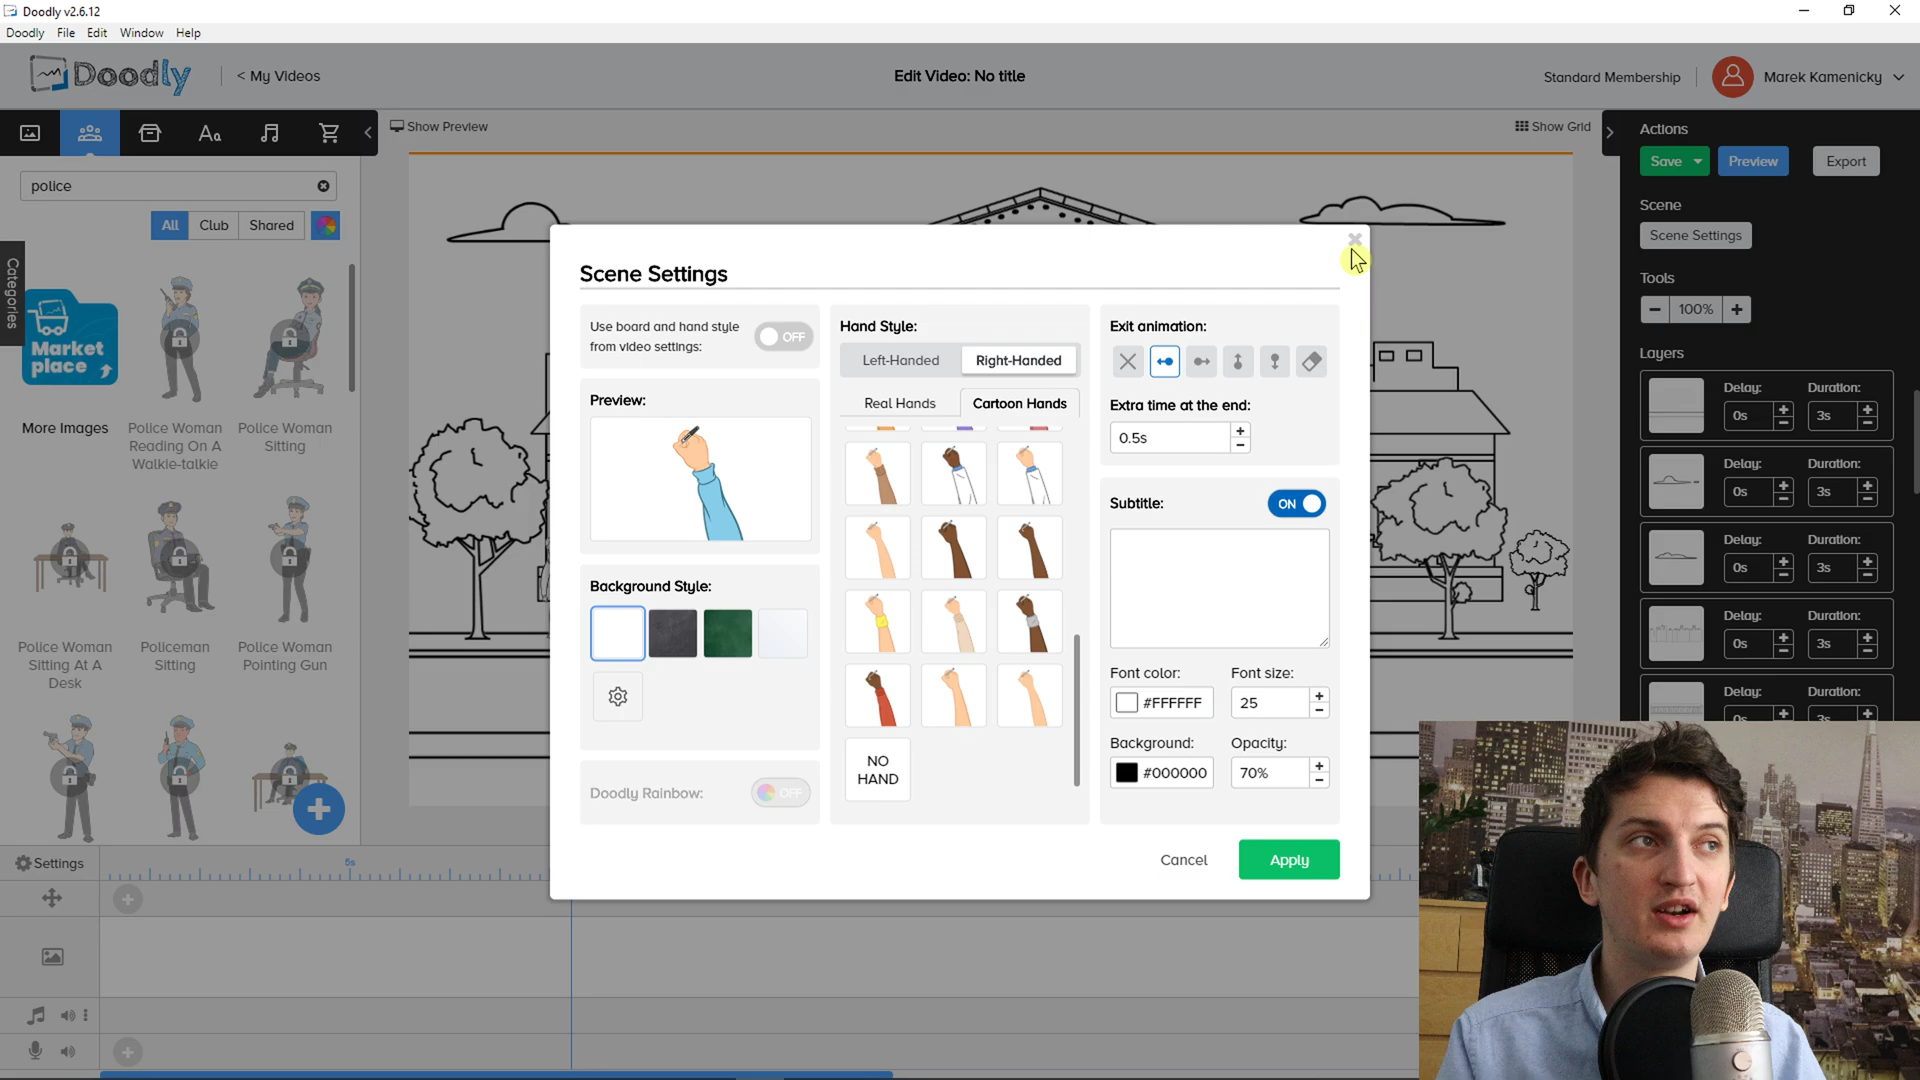 Doodly v2.6.12
Doodly File Edit Window Help
Doodly
< My Videos
Edit Video: No title
Standard Membership
Marek Kamenicky
Show Preview
Show Grid
police
All Club Shared
Categories
Market
place
More Images
Police Woman
Reading On A
Walkie-talkie
Police Woman
Sitting
Police Woman
Sitting At A
Desk
Policeman
Sitting
Police Woman
Pointing Gun
Scene Settings
Use board and hand style
from video settings:
OFF
Preview:
Background Style:
Doodly Rainbow:
OFF
Hand Style:
Left-Handed Right-Handed
Real Hands Cartoon Hands
NO
HAND
Exit animation:
Extra time at the end:
0.5s
Subtitle:
ON
Font color: Font size:
#FFFFFF 25
Background: Opacity:
#000000 70%
Cancel Apply
Actions
Save Preview Export
Scene
Scene Settings
Tools
100%
Layers
Delay: Duration:
0s 3s
Delay: Duration:
0s 3s
Delay: Duration:
0s 3s
Delay: Duration:
0s 3s
Delay: Duration:
0s 3s
Settings
5s